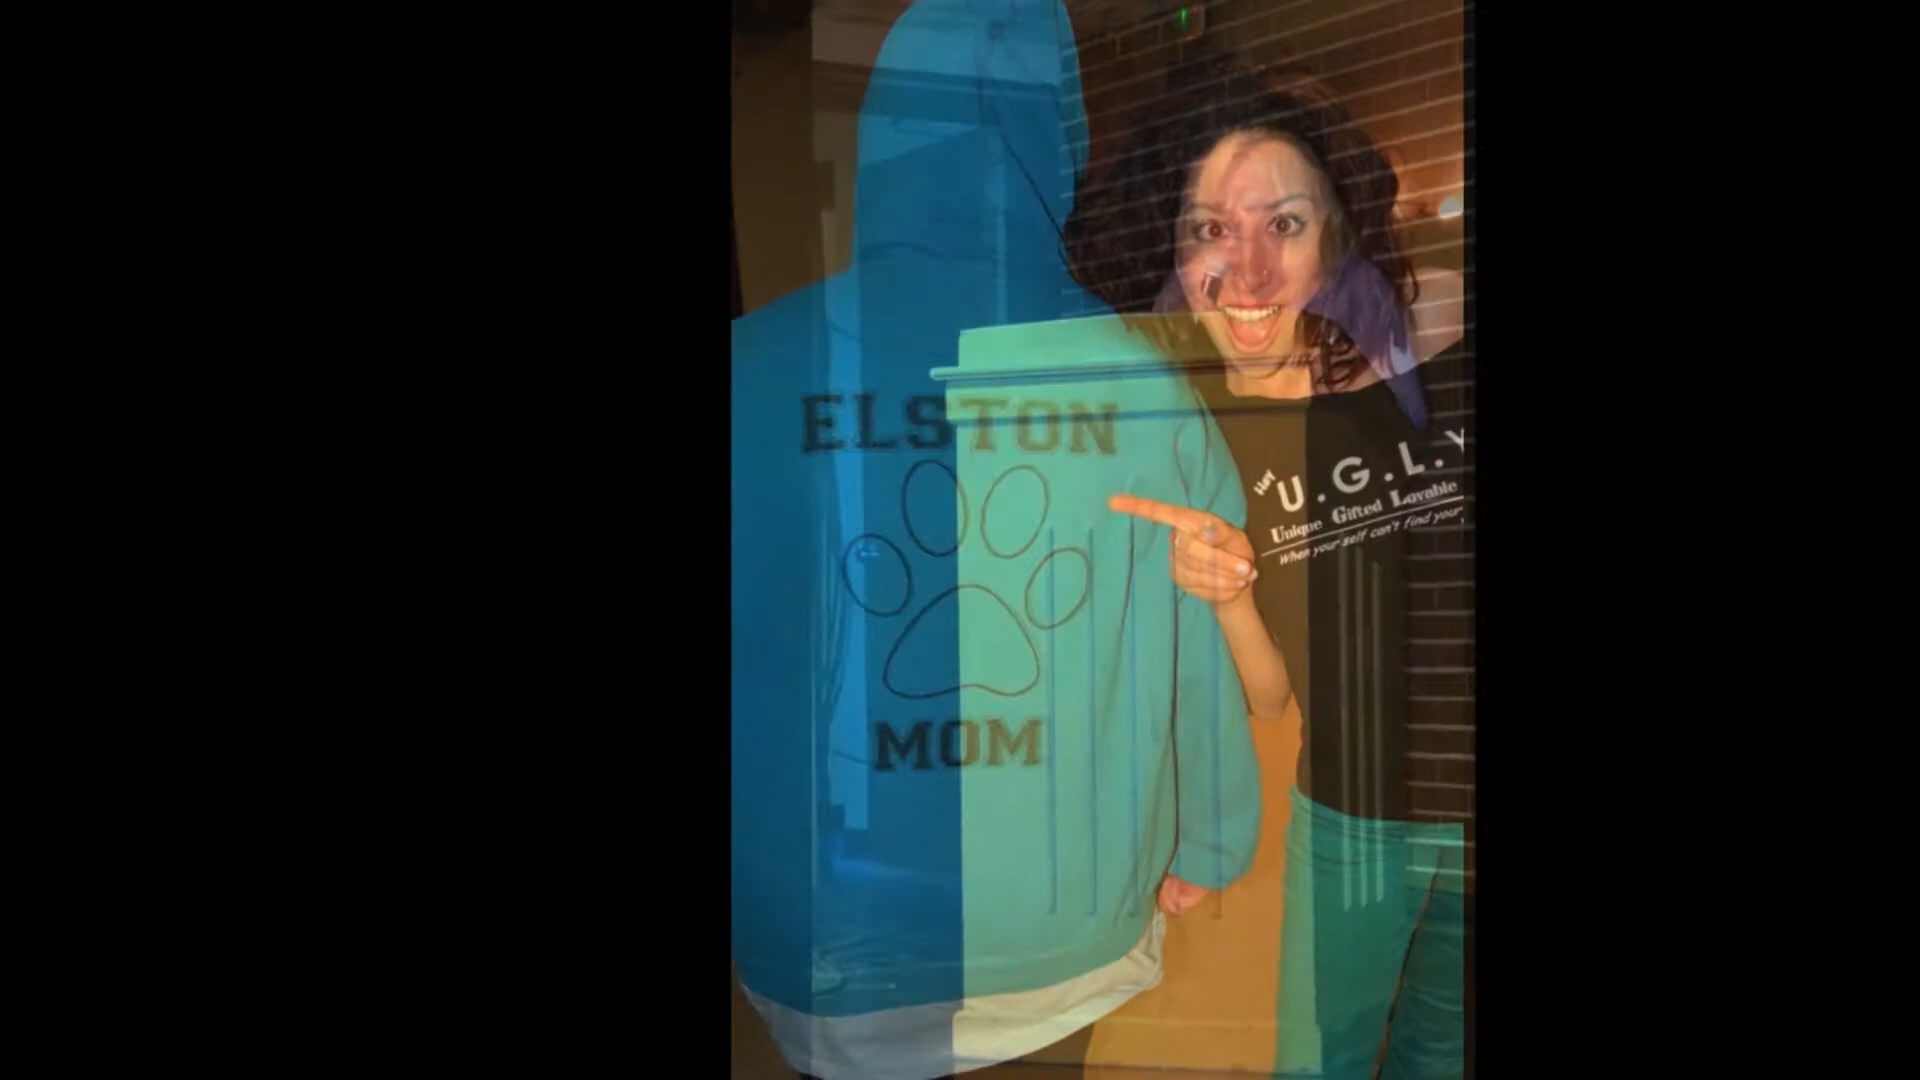 ELSTON
MOM
Hey
U.G.L.Y
Unique Gifted Lovable
When your self can't find your